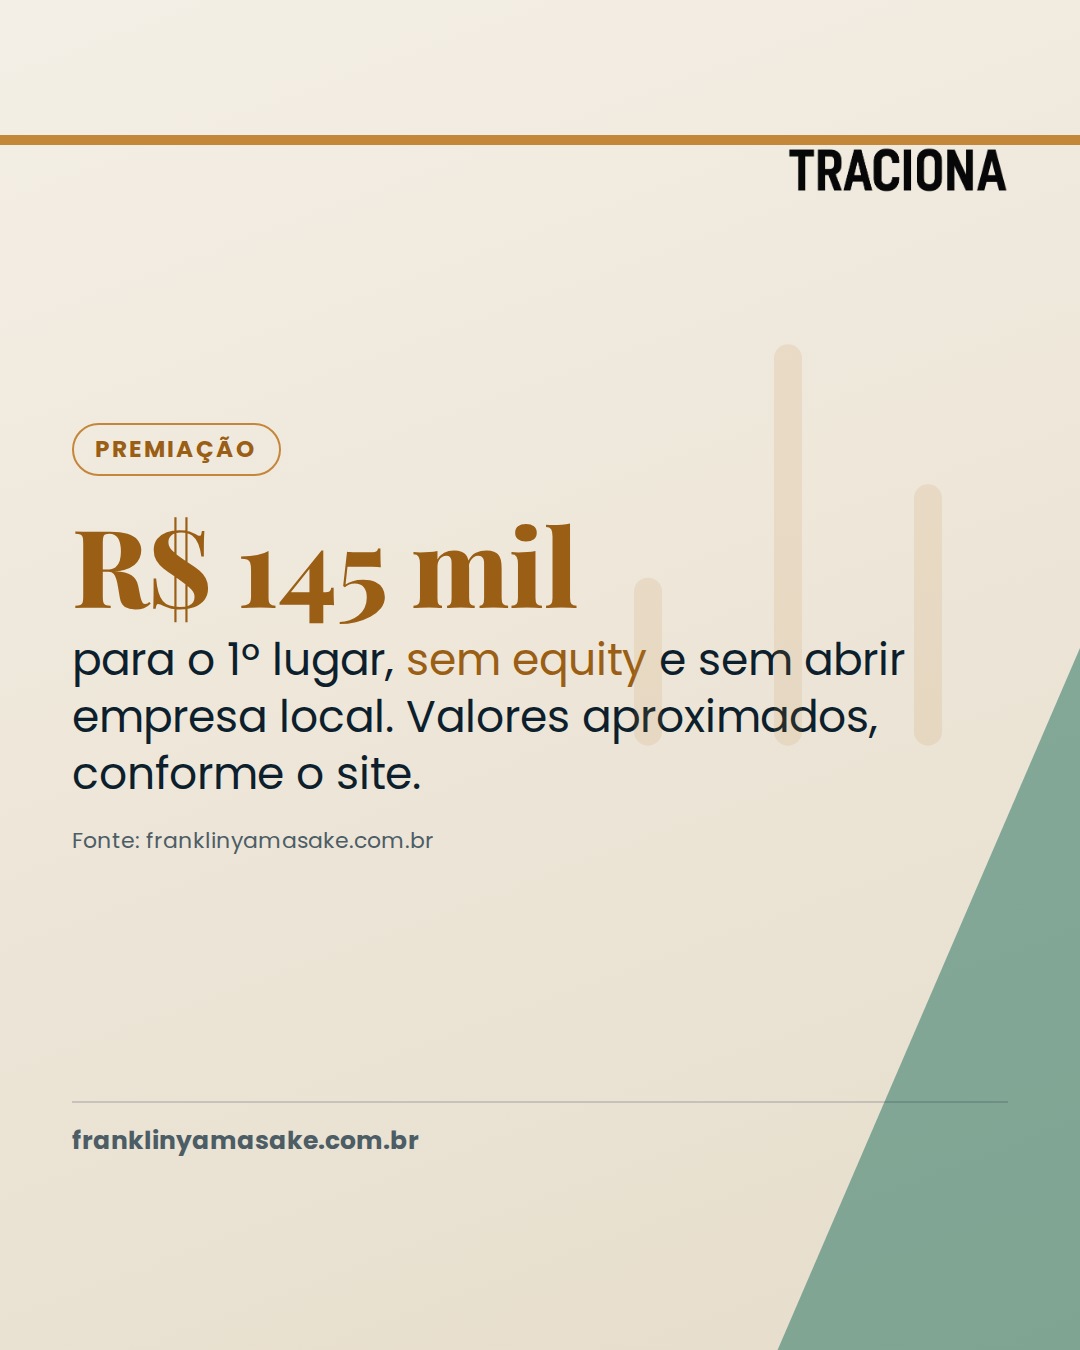 TRACIONA
PREMIAÇÃO
R$ 145 mil
para o 1º lugar, sem equity e sem abrir
empresa local. Valores aproximados,
conforme o site.
Fonte: franklinyamasake.com.br
franklinyamasake.com.br